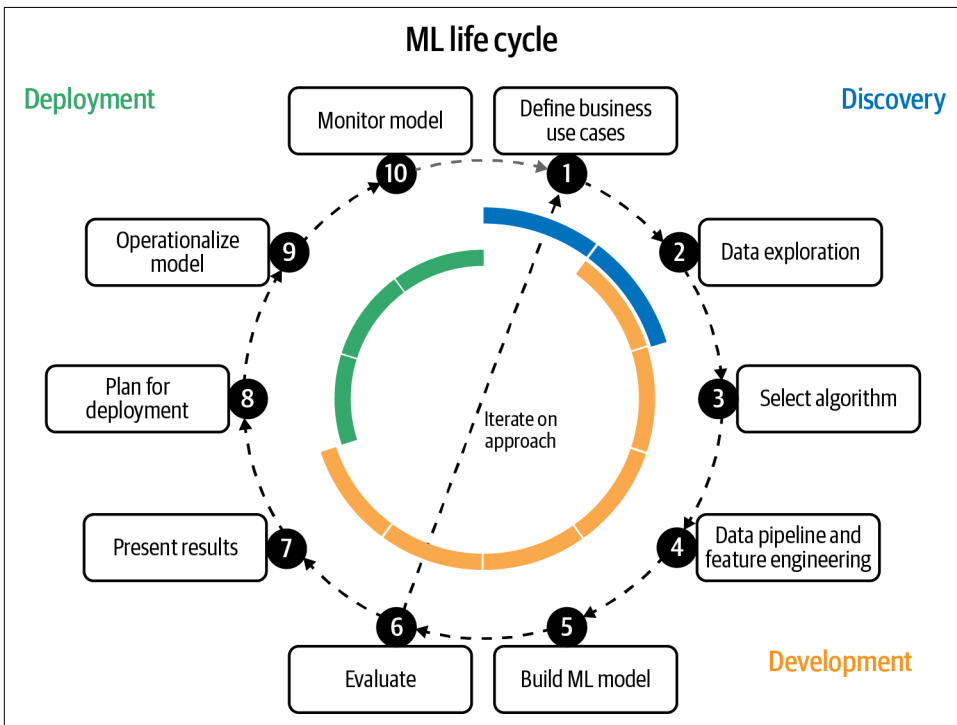 ML life cycle
Deployment
Discovery
Monitor model
Define business
use cases
10
1
Operationalize
model
9
2
Data exploration
Plan for
deployment
8
3
Select algorithm
Iterate on
approach
Present results
7
4
Data pipeline and
feature engineering
6
5
Evaluate
Build ML model
Development